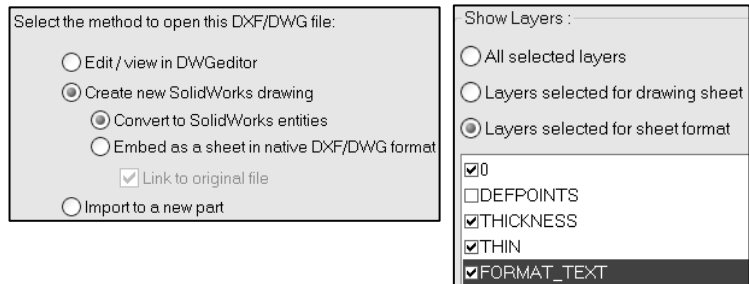 Select the method to open this DXF/DWG file:
Edit / view in DWGeditor
Create new SolidWorks drawing
Convert to SolidWorks entities
Embed as a sheet in native DXF/DWG format
Link to original file
Import to a new part
Show Layers :
All selected layers
Layers selected for drawing sheet
Layers selected for sheet format
0
DEFPOINTS
THICKNESS
THIN
FORMAT_TEXT